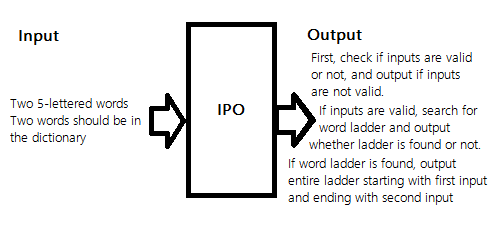 Input
Two 5-lettered words
Two words should be in
the dictionary
IPO
Output
First, check if inputs are valid
or not, and output if inputs
are not valid.
If inputs are valid, search for
word ladder and output
whether ladder is found or not.
If word ladder is found, output
entire ladder starting with first input
and ending with second input